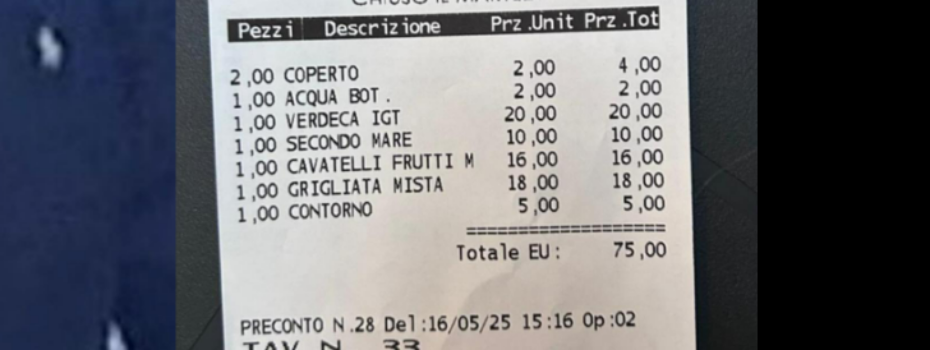 Pezzi Descrizione Prz.Unit Prz.Tot
2,00 COPERTO 2,00 4,00
1,00 ACQUA BOT. 2,00 2,00
1,00 VERDECA IGT 20,00 20,00
1,00 SECONDO MARE 10,00 10,00
1,00 CAVATELLI FRUTTI M 16,00 16,00
1,00 GRIGLIATA MISTA 18,00 18,00
1,00 CONTORNO 5,00 5,00
===================
Totale EU: 75,00
PRECONTO N.28 Del:16/05/25 15:16 Op:02
TAV N. 33